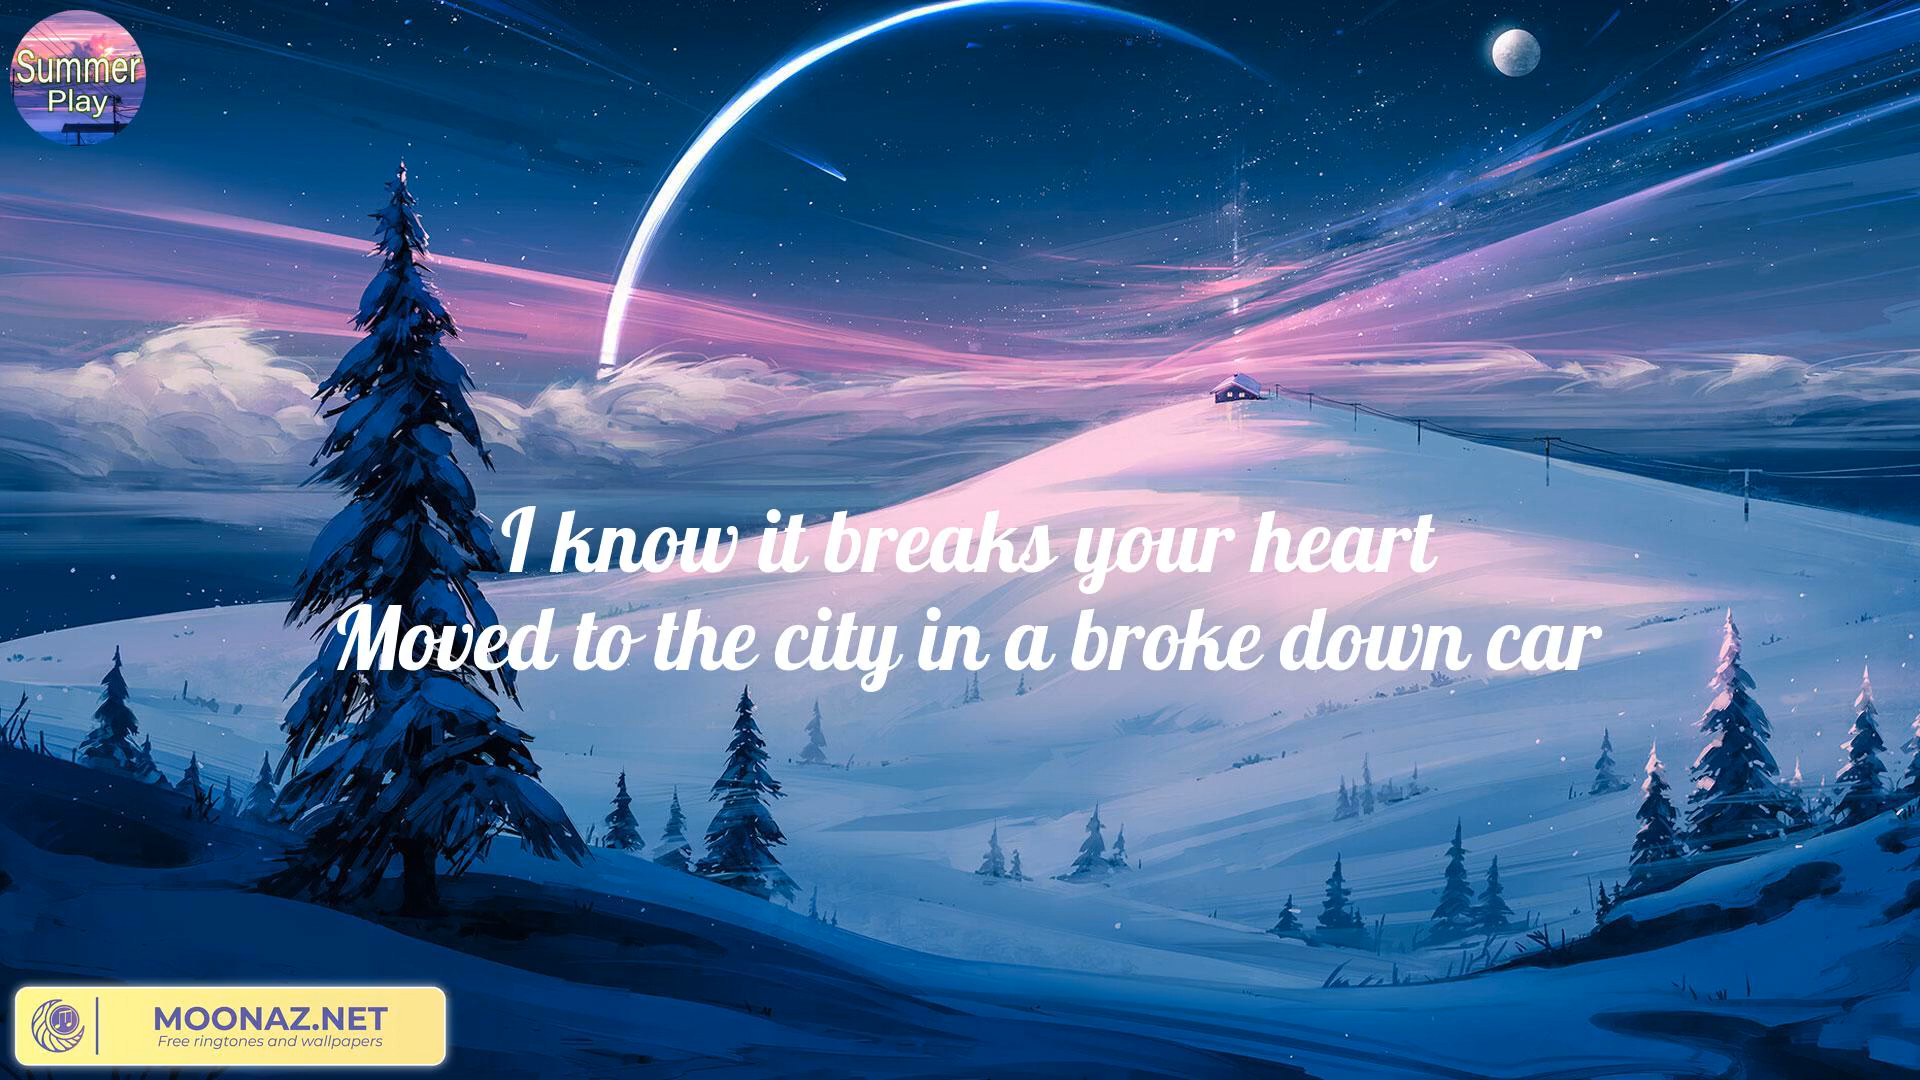 Summer
Play
I know it breaks your heart
Moved to the city in a broke down car
MOONAZ.NET
Free ringtones and wallpapers